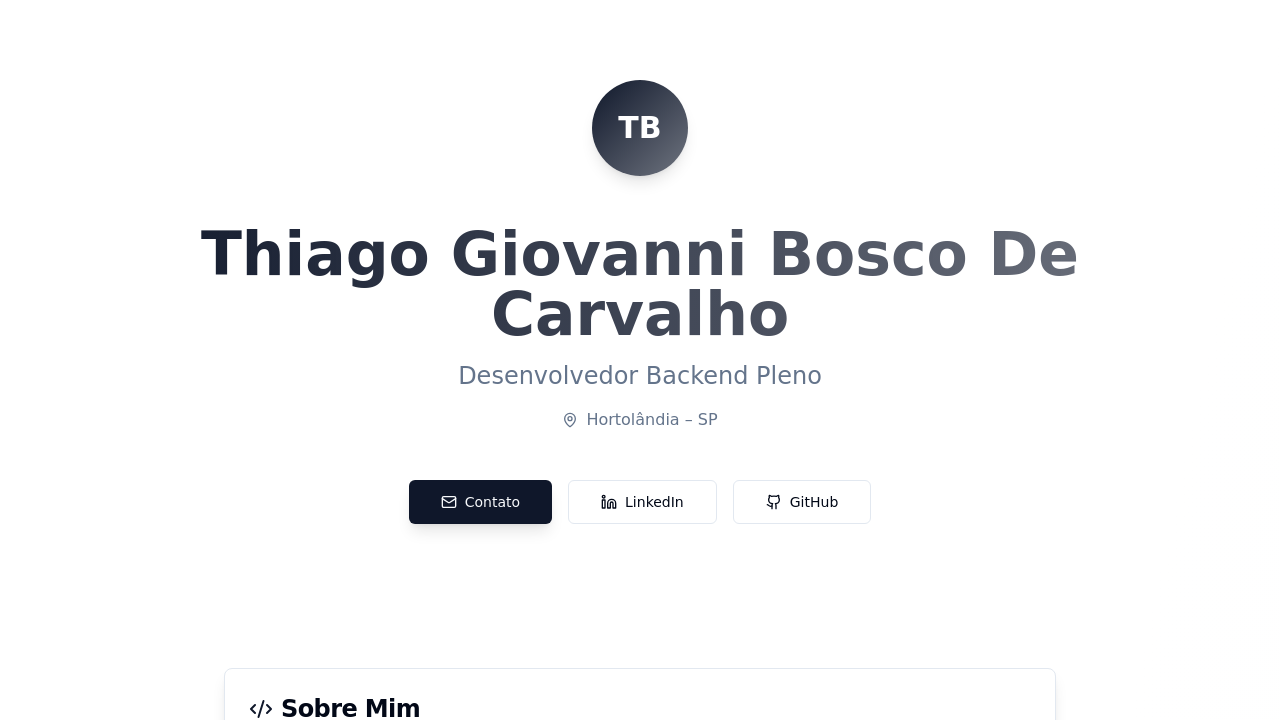 TB
Thiago Giovanni Bosco De
Carvalho
Desenvolvedor Backend Pleno
Hortolândia – SP
Contato
LinkedIn
GitHub
Sobre Mim